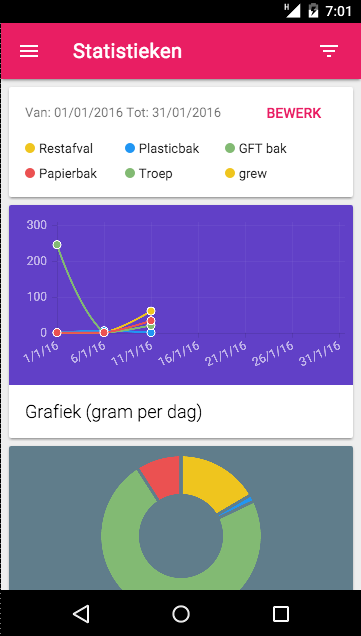 H 7:01
Statistieken
Van: 01/01/2016 Tot: 31/01/2016 BEWERK
Restafval Plasticbak GFT bak
Papierbak Troep grew
300
200
100
0
1/1/16 6/1/16 11/1/16 16/1/16 21/1/16 26/1/16 31/1/16
Grafiek (gram per dag)